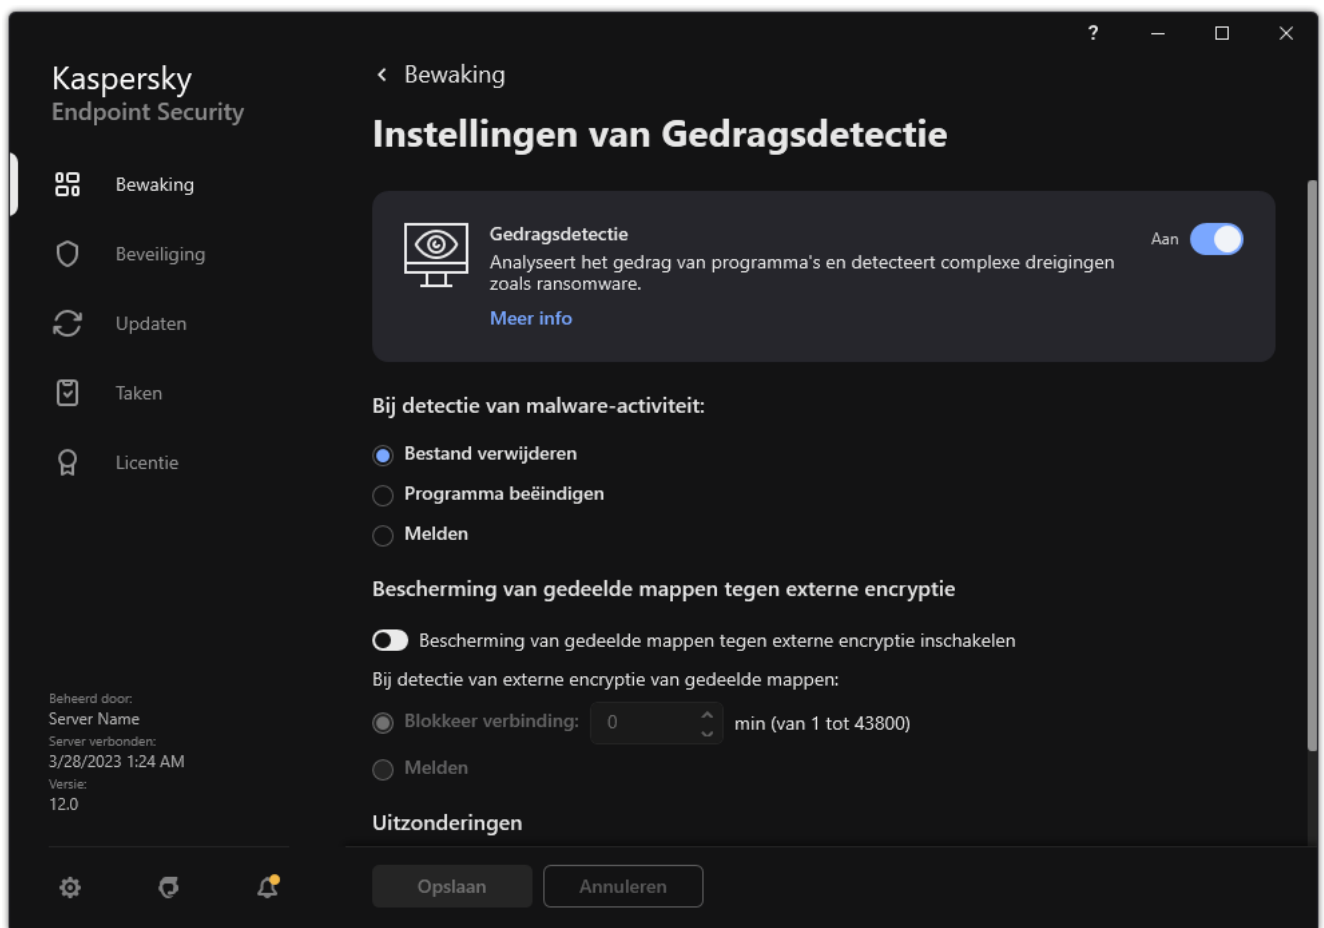 ?
Kaspersky
Endpoint Security
Bewaking
Beveiliging
Updaten
Taken
Licentie
Beheerd door:
Server Name
Server verbonden:
3/28/2023 1:24 AM
Versie:
12.0
Bewaking
Instellingen van Gedragsdetectie
Gedragsdetectie
Aan
Analyseert het gedrag van programma's en detecteert complexe dreigingen
zoals ransomware.
Meer info
Bij detectie van malware-activiteit:
Bestand verwijderen
Programma beëindigen
Melden
Bescherming van gedeelde mappen tegen externe encryptie
Bescherming van gedeelde mappen tegen externe encryptie inschakelen
Bij detectie van externe encryptie van gedeelde mappen:
Blokkeer verbinding: 0 min (van 1 tot 43800)
Melden
Uitzonderingen
Opslaan Annuleren